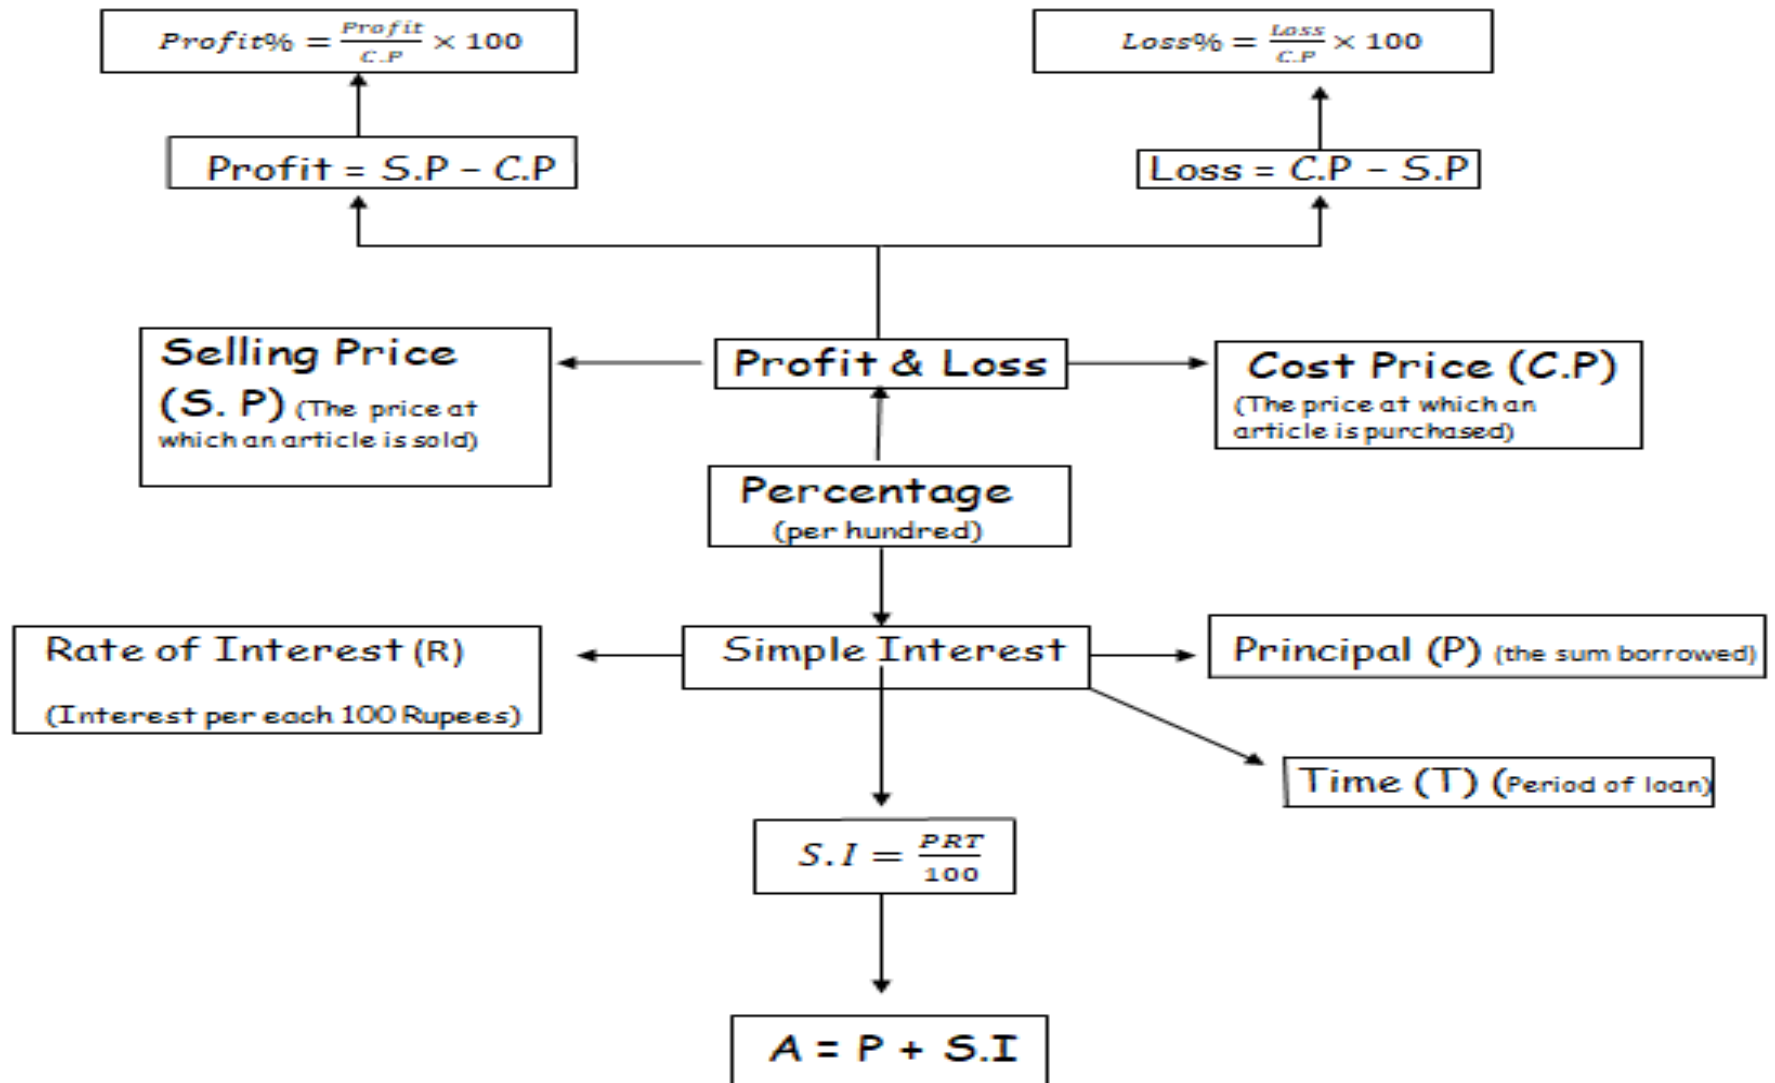 Profit% = Profit/C.P × 100
Loss% = Loss/C.P × 100
Profit = S.P – C.P
Loss = C.P – S.P
Selling Price
(S. P) (The price at
which an article is sold)
Profit & Loss
Cost Price (C.P)
(The price at which an
article is purchased)
Percentage
(per hundred)
Rate of Interest (R)
(Interest per each 100 Rupees)
Simple Interest
Principal (P) (the sum borrowed)
Time (T) (Period of loan)
S.I = PRT/100
A = P + S.I